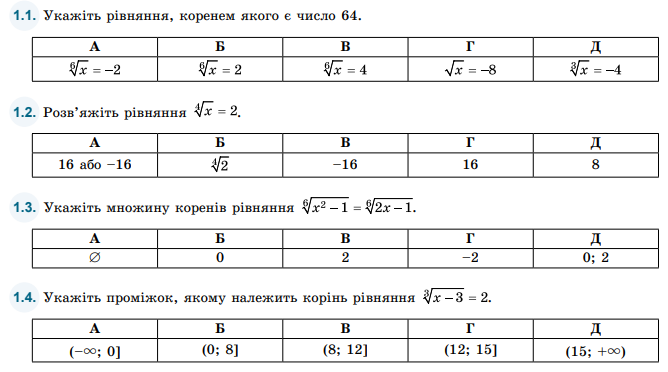 1.1. Укажіть рівняння, коренем якого є число 64.
А Б В Г Д
⁶√x = –2 ⁶√x = 2 ⁶√x = 4 √x = –8 ³√x = –4
1.2. Розв’яжіть рівняння ⁴√x = 2.
А Б В Г Д
16 або –16 ⁴√2 –16 16 8
1.3. Укажіть множину коренів рівняння ⁶√(x² – 1) = ⁶√(2x – 1).
А Б В Г Д
∅ 0 2 –2 0; 2
1.4. Укажіть проміжок, якому належить корінь рівняння ³√(x – 3) = 2.
А Б В Г Д
(–∞; 0] (0; 8] (8; 12] (12; 15] (15; +∞)